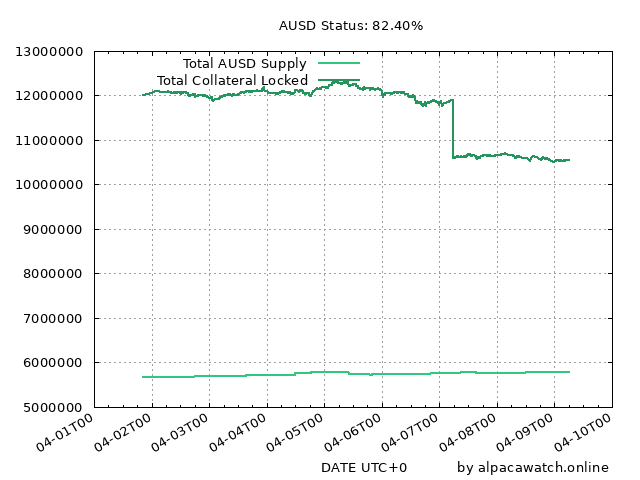 AUSD Status: 82.40%
13000000
Total AUSD Supply
Total Collateral Locked
12000000
11000000
10000000
9000000
8000000
7000000
6000000
5000000
04-01T00
04-02T00
04-03T00
04-04T00
04-05T00
04-06T00
04-07T00
04-08T00
04-09T00
04-10T00
DATE UTC+0
by alpacawatch.online